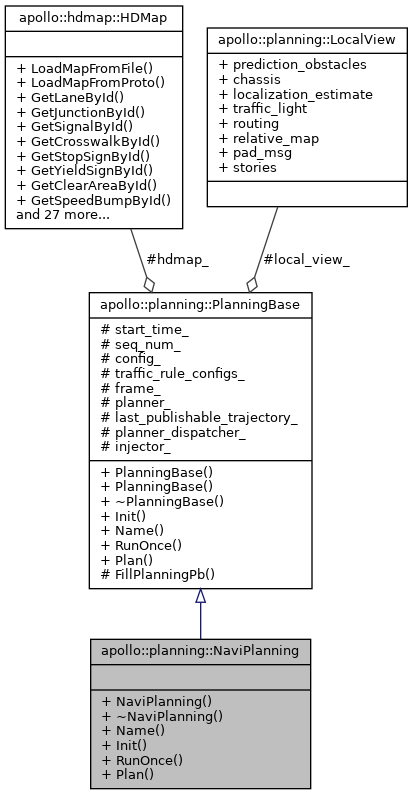 apollo::hdmap::HDMap
+ LoadMapFromFile()
+ LoadMapFromProto()
+ GetLaneById()
+ GetJunctionById()
+ GetSignalById()
+ GetCrosswalkById()
+ GetStopSignById()
+ GetYieldSignById()
+ GetClearAreaById()
+ GetSpeedBumpById()
and 27 more...
apollo::planning::LocalView
+ prediction_obstacles
+ chassis
+ localization_estimate
+ traffic_light
+ routing
+ relative_map
+ pad_msg
+ stories
#hdmap_
#local_view_
apollo::planning::PlanningBase
# start_time_
# seq_num_
# config_
# traffic_rule_configs_
# frame_
# planner_
# last_publishable_trajectory_
# planner_dispatcher_
# injector_
+ PlanningBase()
+ PlanningBase()
+ ~PlanningBase()
+ Init()
+ Name()
+ RunOnce()
+ Plan()
# FillPlanningPb()
apollo::planning::NaviPlanning
+ NaviPlanning()
+ ~NaviPlanning()
+ Name()
+ Init()
+ RunOnce()
+ Plan()